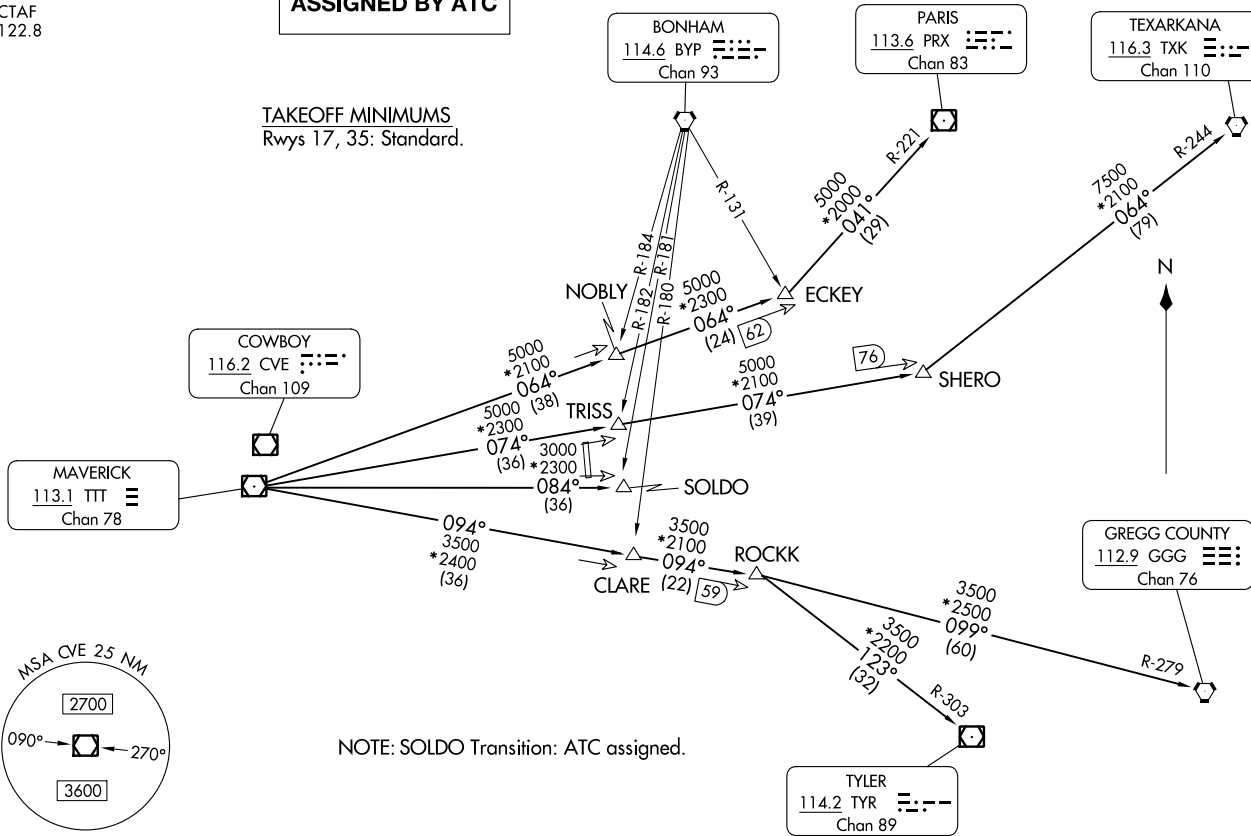 CTAF
122.8
ASSIGNED BY ATC
TAKEOFF MINIMUMS
Rwys 17, 35: Standard.
BONHAM
114.6 BYP
Chan 93
PARIS
113.6 PRX
Chan 83
TEXARKANA
116.3 TXK
Chan 110
R-221
R-244
R-131
5000
*2000
041°
(29)
7500
*2100
064°
(79)
R-184
R-181
R-182
R-180
N
NOBLY
5000
*2300
064°
(24)
62
ECKEY
COWBOY
116.2 CVE
Chan 109
5000
*2100
064°
(38)
76
SHERO
5000
*2100
074°
(39)
TRISS
5000
*2300
074°
(36)
3000
*2300
084°
(36)
SOLDO
MAVERICK
113.1 TTT
Chan 78
094°
3500
*2400
(36)
CLARE
3500
*2100
094°
(22)
59
ROCKK
GREGG COUNTY
112.9 GGG
Chan 76
3500
*2500
099°
(60)
R-279
3500
*2200
123°
(32)
R-303
MSA CVE 25 NM
2700
090°
270°
3600
NOTE: SOLDO Transition: ATC assigned.
TYLER
114.2 TYR
Chan 89